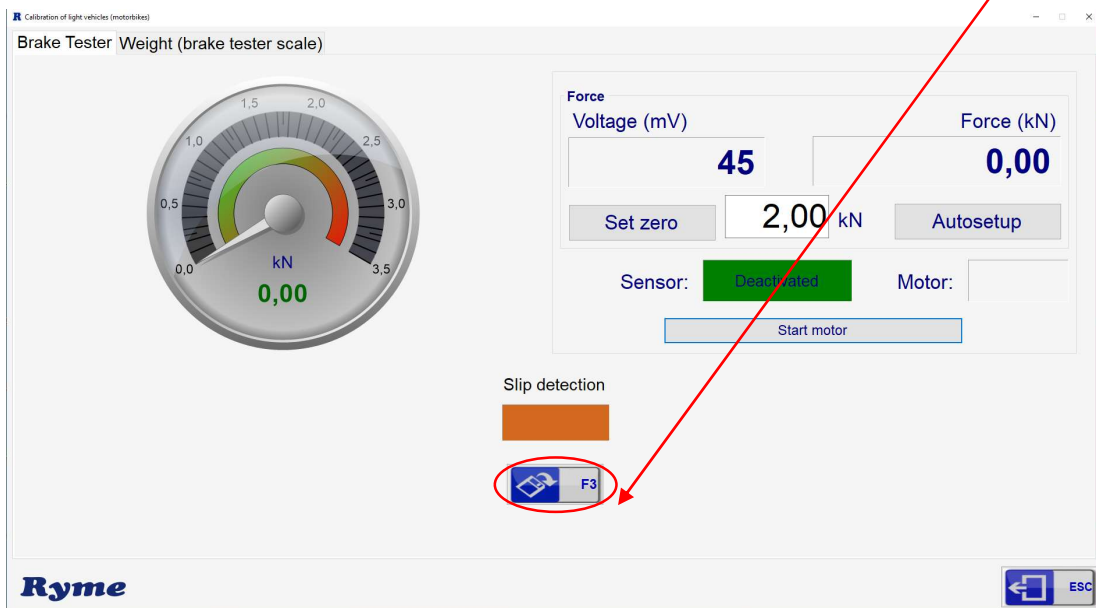 R Calibration of light vehicles (motorbikes)
Brake Tester Weight (brake tester scale)
0,0
0,5
1,0
1,5
2,0
2,5
3,0
3,5
kN
0,00
Force
Voltage (mV) Force (kN)
45 0,00
Set zero 2,00 kN Autosetup
Sensor: Deactivated Motor:
Start motor
Slip detection
F3
Ryme
ESC